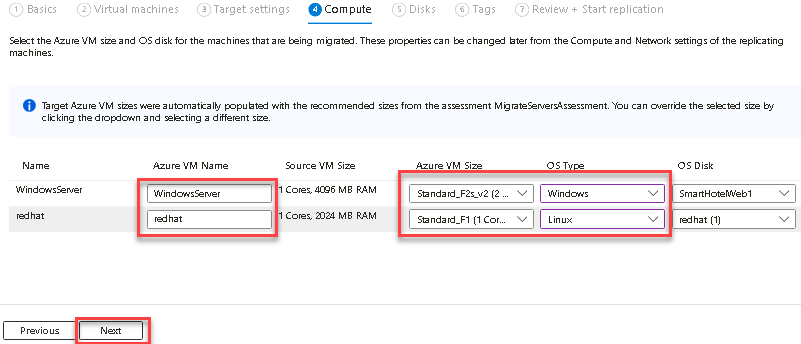 1 Basics 2 Virtual machines 3 Target settings 4 Compute 5 Disks 6 Tags 7 Review + Start replication
Select the Azure VM size and OS disk for the machines that are being migrated. These properties can be changed later from the Compute and Network settings of the replicating
machines.
Target Azure VM sizes were automatically populated with the recommended sizes from the assessment MigrateServersAssessment. You can override the selected size by
clicking the dropdown and selecting a different size.
Name Azure VM Name Source VM Size Azure VM Size OS Type OS Disk
WindowsServer WindowsServer 1 Cores, 4096 MB RAM Standard_F2s_v2 (2 ... Windows SmartHotelWeb1
redhat redhat 1 Cores, 2024 MB RAM Standard_F1 (1 Cor... Linux redhat (1)
Previous Next